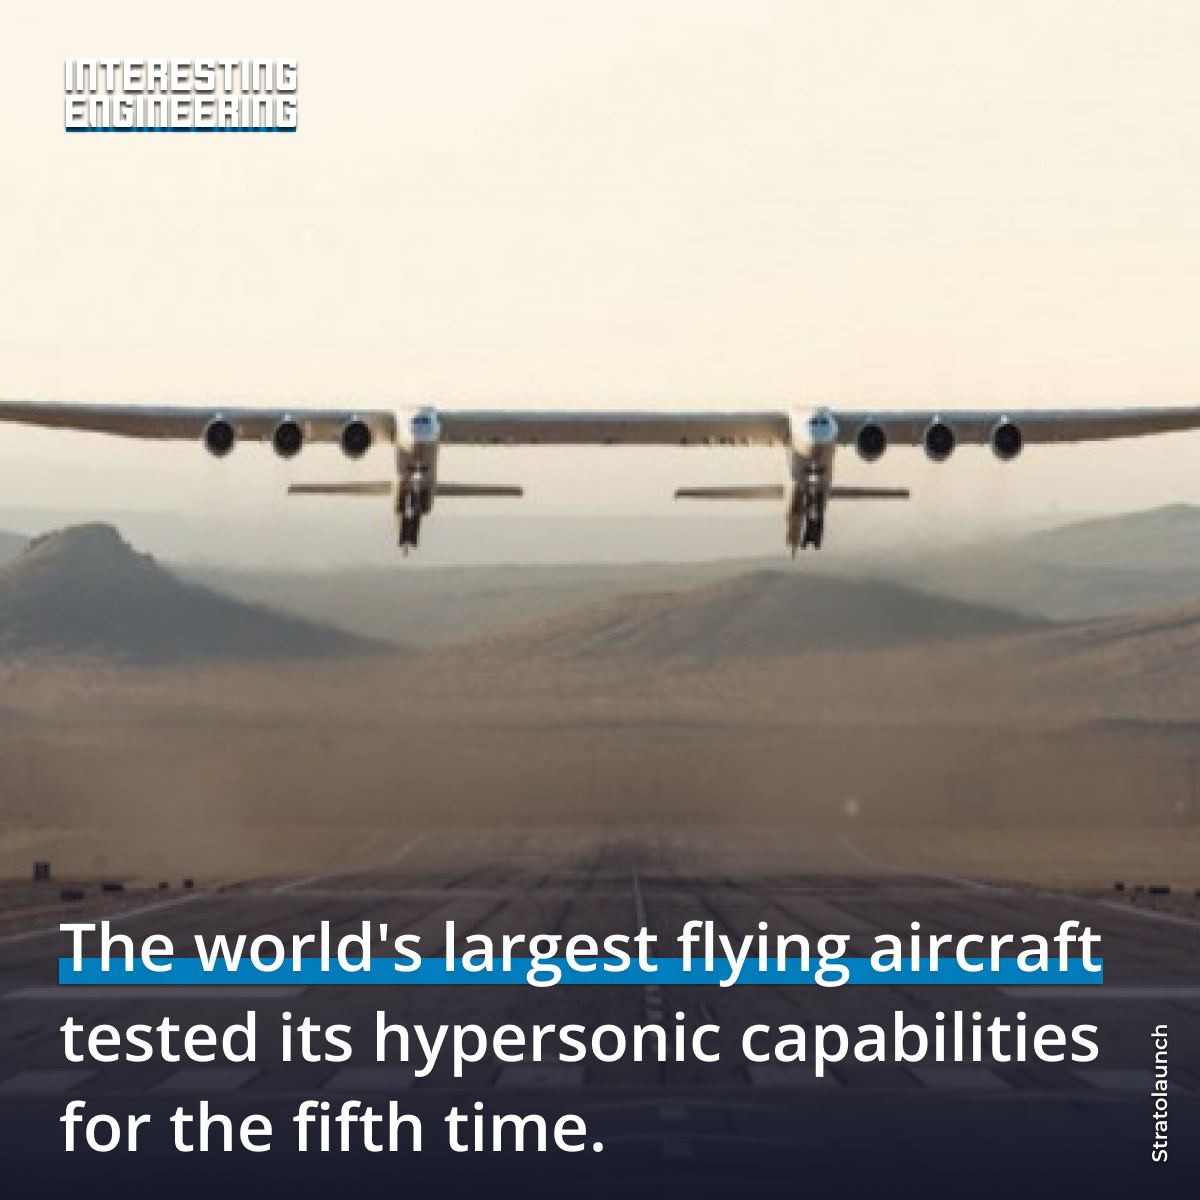 INTERESTING
ENGINEERING
The world's largest flying aircraft
tested its hypersonic capabilities
for the fifth time.
Stratolaunch